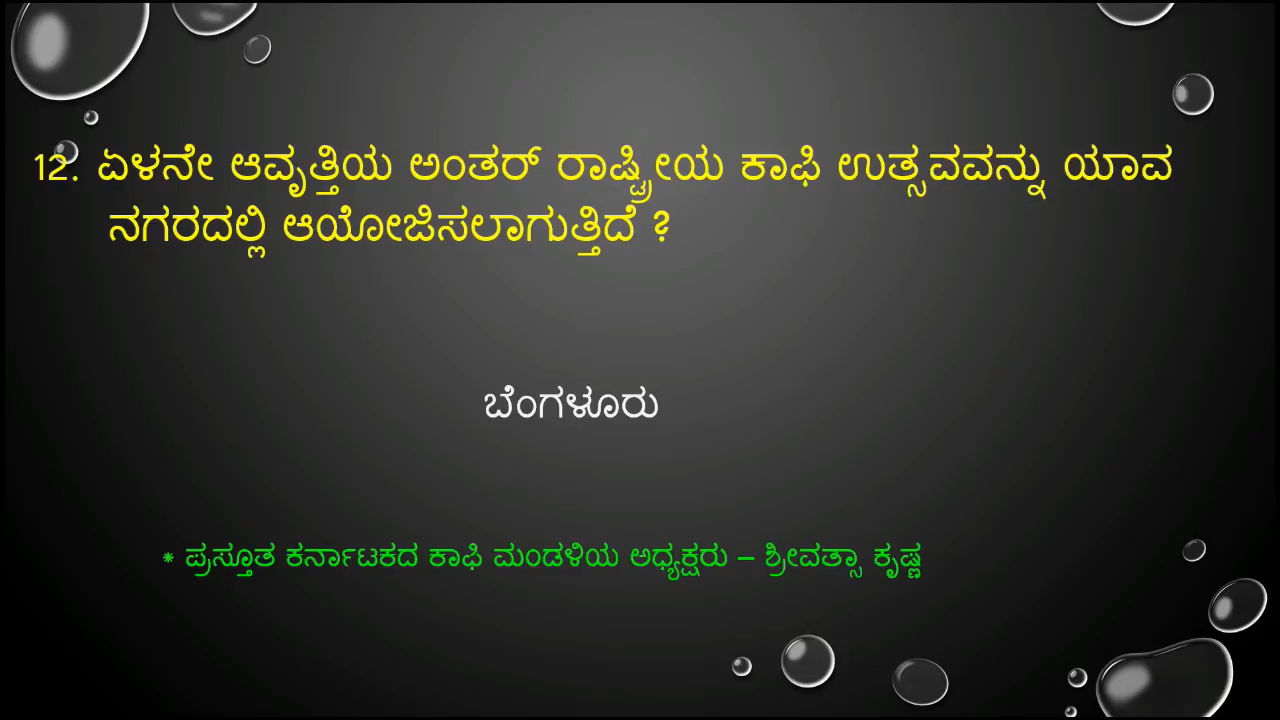 12. ಏಳನೇ ಆವೃತ್ತಿಯ ಅಂತರ್ ರಾಷ್ಟ್ರೀಯ ಕಾಫಿ ಉತ್ಸವವನ್ನು ಯಾವ
ನಗರದಲ್ಲಿ ಆಯೋಜಿಸಲಾಗುತ್ತಿದೆ ?
ಬೆಂಗಳೂರು
* ಪ್ರಸ್ತೂತ ಕರ್ನಾಟಕದ ಕಾಫಿ ಮಂಡಳಿಯ ಅಧ್ಯಕ್ಷರು – ಶ್ರೀವತ್ಸಾ ಕೃಷ್ಣ